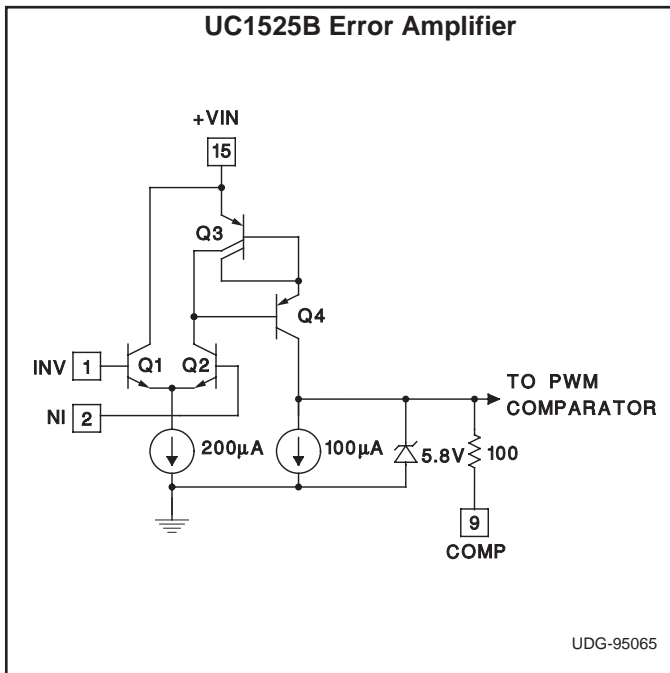 UC1525B Error Amplifier
+VIN
15
Q3
Q4
INV 1 Q1 Q2
NI 2
TO PWM
COMPARATOR
200µA 100µA 5.8V 100
9
COMP
UDG-95065